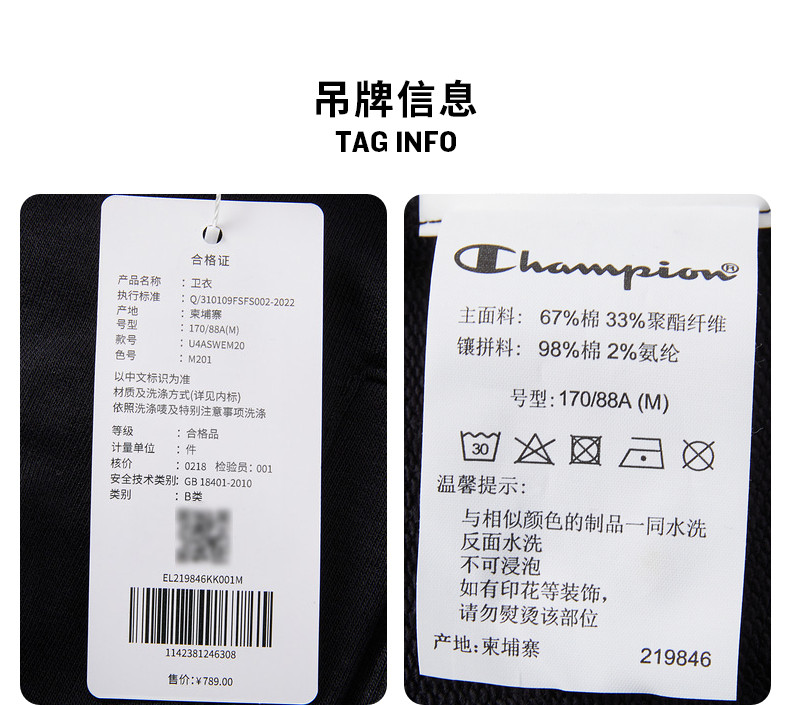 吊牌信息
TAG INFO
合格证
产品名称 : 卫衣
执行标准 : Q/310109FSFS002-2022
产地 : 柬埔寨
号型 : 170/88A(M)
款号 : U4ASWEM20
色号 : M201
以中文标识为准
材质及洗涤方式(详见内标)
依照洗涤唛及特别注意事项洗涤
等级 : 合格品
计量单位 : 件
核价 : 0218 检验员: 001
安全技术类别: GB 18401-2010
类别 : B类
EL219846KK001M
1142381246308
售价:¥789.00
Champion®
主面料: 67%棉 33%聚酯纤维
镶拼料: 98%棉 2%氨纶
号型:170/88A (M)
30
温馨提示:
与相似颜色的制品一同水洗
反面水洗
不可浸泡
如有印花等装饰,
请勿熨烫该部位
产地:柬埔寨
219846